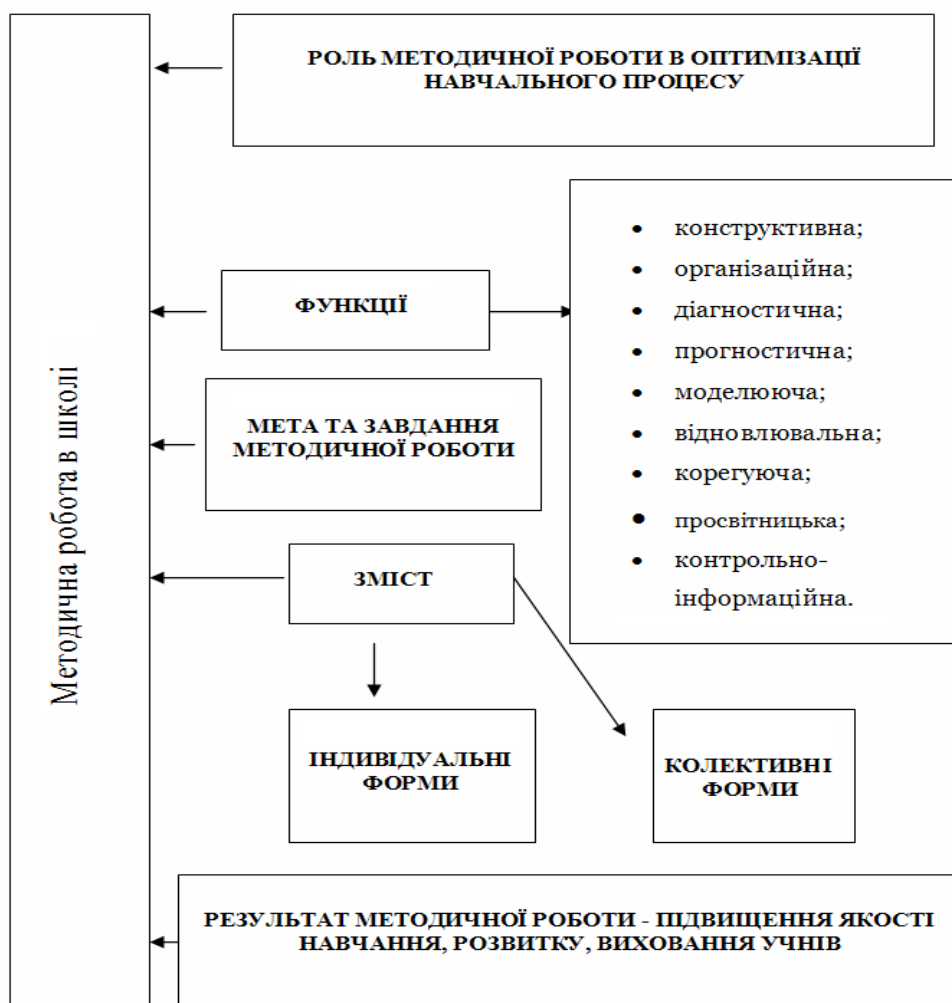 Методична робота в школі
РОЛЬ МЕТОДИЧНОЇ РОБОТИ В ОПТИМІЗАЦІЇ
НАВЧАЛЬНОГО ПРОЦЕСУ
ФУНКЦІЇ
• конструктивна;
• організаційна;
• діагностична;
• прогностична;
• моделююча;
• відновлювальна;
• корегуюча;
• просвітницька;
• контрольно-
інформаційна.
МЕТА ТА ЗАВДАННЯ
МЕТОДИЧНОЇ РОБОТИ
ЗМІСТ
ІНДИВІДУАЛЬНІ
ФОРМИ
КОЛЕКТИВНІ
ФОРМИ
РЕЗУЛЬТАТ МЕТОДИЧНОЇ РОБОТИ - ПІДВИЩЕННЯ ЯКОСТІ
НАВЧАННЯ, РОЗВИТКУ, ВИХОВАННЯ УЧНІВ